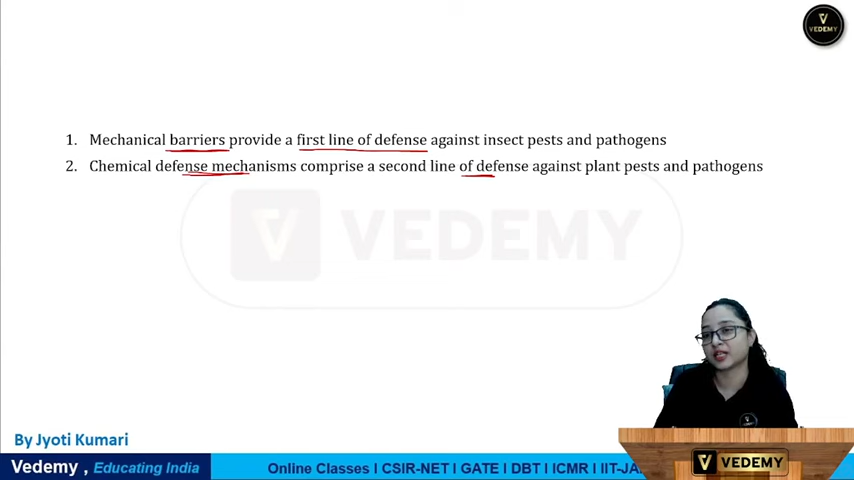 VEDEMY
1. Mechanical barriers provide a first line of defense against insect pests and pathogens
2. Chemical defense mechanisms comprise a second line of defense against plant pests and pathogens
VEDEMY
By Jyoti Kumari
VEDEMY
Vedemy , Educating India
Online Classes I CSIR-NET I GATE I DBT I ICMR I IIT-JA